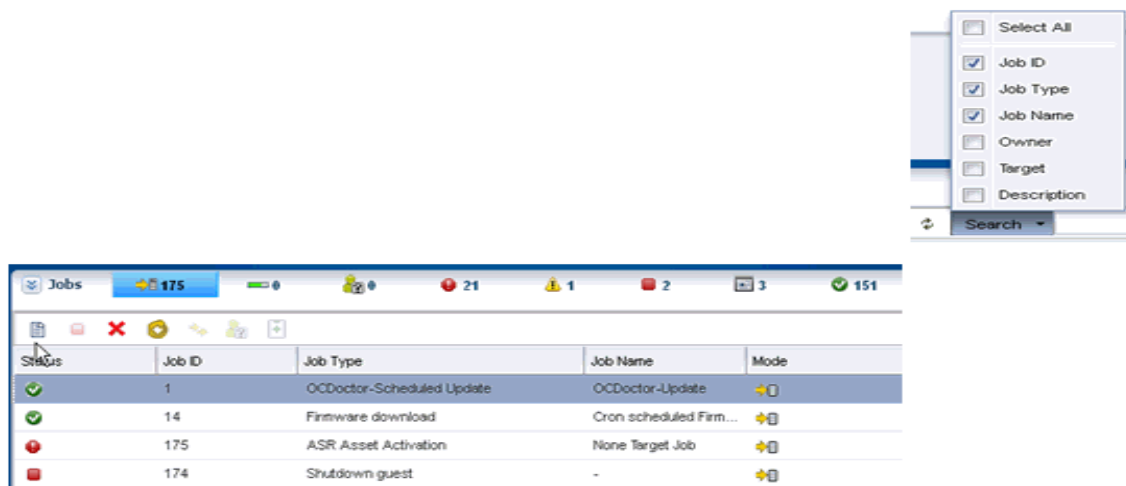 Select All
Job ID
Job Type
Job Name
Owner
Target
Description
Search
Jobs 175 0 0 21 1 2 3 151
Status Job ID Job Type Job Name Mode
1 OCDoctor-Scheduled Update OCDoctor-Update
14 Firmware download Cron scheduled Firm...
175 ASR Asset Activation None Target Job
174 Shutdown guest -